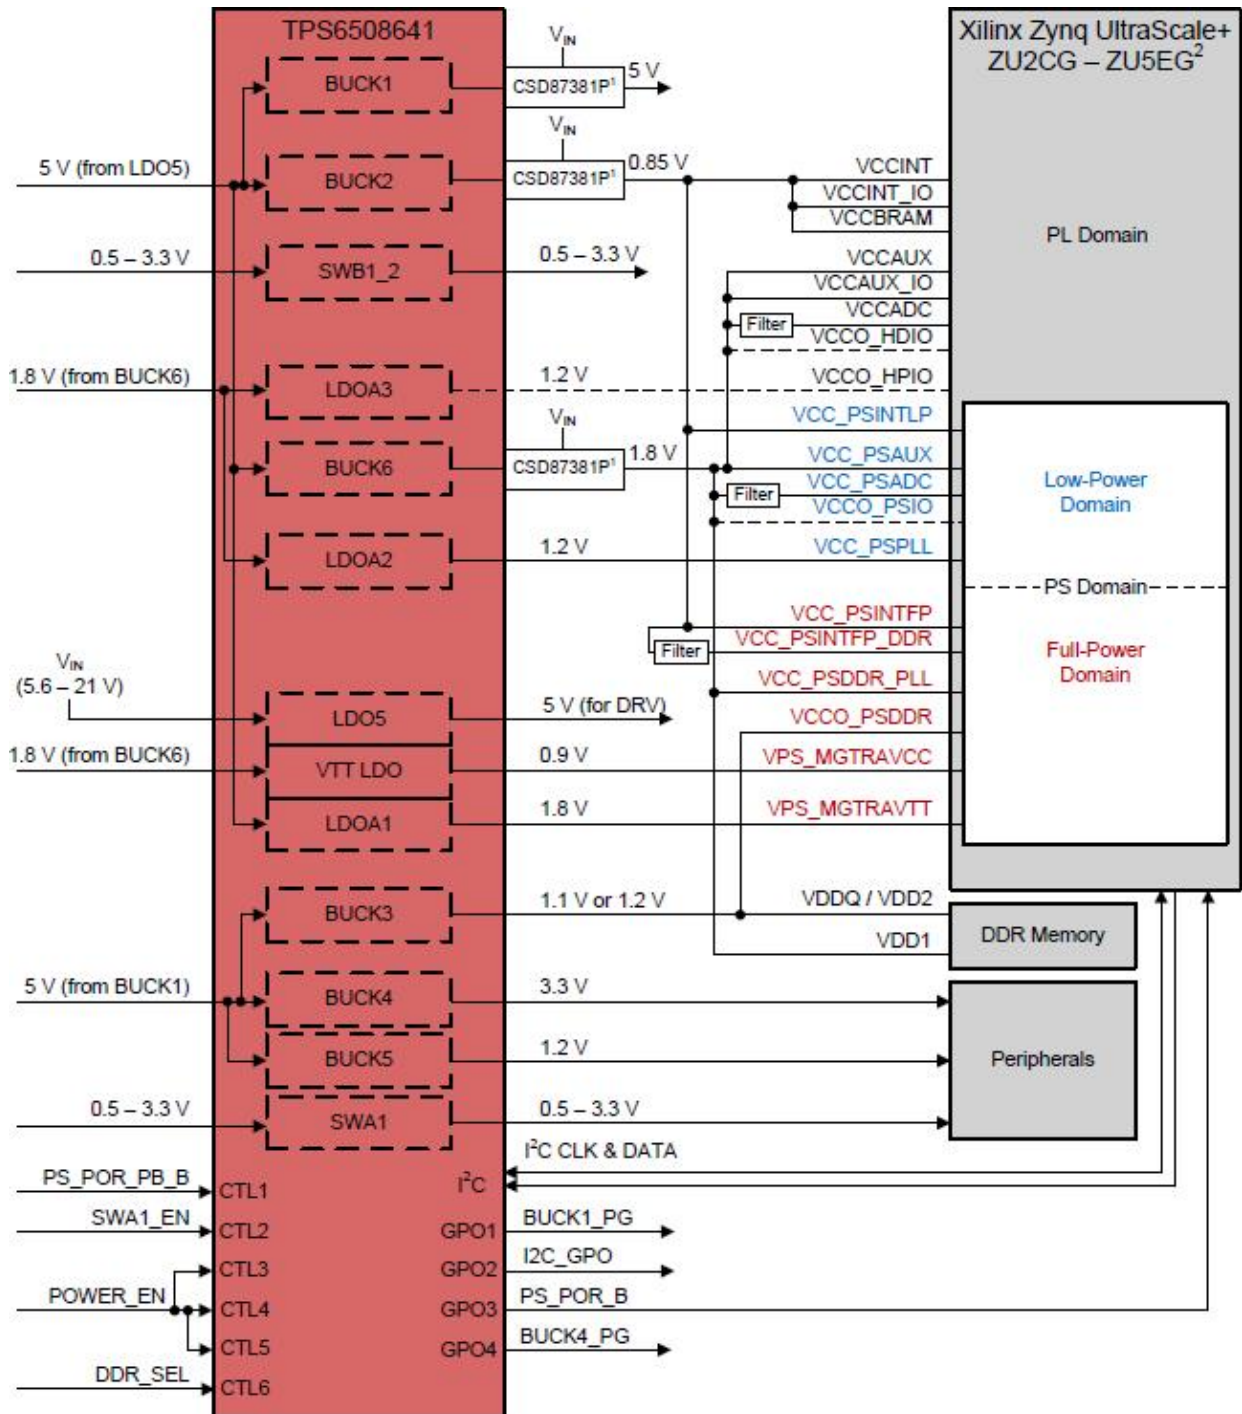 TPS6508641
Xilinx Zynq UltraScale+
ZU2CG – ZU5EG²
V_IN
BUCK1
CSD87381P¹
5 V
V_IN
5 V (from LDO5)
BUCK2
CSD87381P¹
0.85 V
VCCINT
VCCINT_IO
VCCBRAM
PL Domain
0.5 – 3.3 V
SWB1_2
0.5 – 3.3 V
VCCAUX
VCCAUX_IO
VCCADC
Filter
VCCO_HDIO
1.8 V (from BUCK6)
LDOA3
1.2 V
VCCO_HPIO
V_IN
VCC_PSINTLP
BUCK6
CSD87381P¹
1.8 V
VCC_PSAUX
VCC_PSADC
Filter
VCCO_PSIO
Low-Power
Domain
LDOA2
1.2 V
VCC_PSPLL
PS Domain
VCC_PSINTFP
VCC_PSINTFP_DDR
Filter
Full-Power
Domain
V_IN
(5.6 – 21 V)
VCC_PSDDR_PLL
LDO5
5 V (for DRV)
VCCO_PSDDR
1.8 V (from BUCK6)
VTT LDO
0.9 V
VPS_MGTRAVCC
LDOA1
1.8 V
VPS_MGTRAVTT
BUCK3
1.1 V or 1.2 V
VDDQ / VDD2
VDD1
DDR Memory
5 V (from BUCK1)
BUCK4
3.3 V
BUCK5
1.2 V
Peripherals
0.5 – 3.3 V
SWA1
0.5 – 3.3 V
I²C CLK & DATA
PS_POR_PB_B
CTL1
I²C
SWA1_EN
CTL2
GPO1
BUCK1_PG
CTL3
GPO2
I2C_GPO
POWER_EN
CTL4
GPO3
PS_POR_B
CTL5
GPO4
BUCK4_PG
DDR_SEL
CTL6